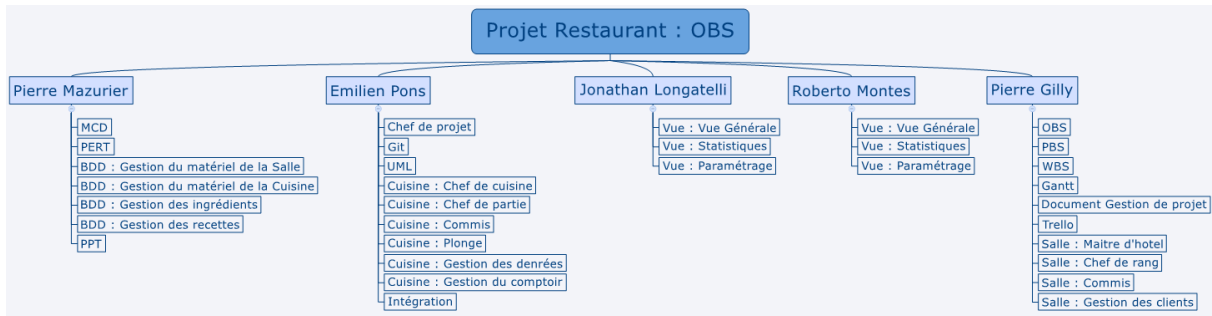 Projet Restaurant : OBS
Pierre Mazurier
MCD
PERT
BDD : Gestion du matériel de la Salle
BDD : Gestion du matériel de la Cuisine
BDD : Gestion des ingrédients
BDD : Gestion des recettes
PPT
Emilien Pons
Chef de projet
Git
UML
Cuisine : Chef de cuisine
Cuisine : Chef de partie
Cuisine : Commis
Cuisine : Plonge
Cuisine : Gestion des denrées
Cuisine : Gestion du comptoir
Intégration
Jonathan Longatelli
Vue : Vue Générale
Vue : Statistiques
Vue : Paramétrage
Roberto Montes
Vue : Vue Générale
Vue : Statistiques
Vue : Paramétrage
Pierre Gilly
OBS
PBS
WBS
Gantt
Document Gestion de projet
Trello
Salle : Maitre d'hotel
Salle : Chef de rang
Salle : Commis
Salle : Gestion des clients